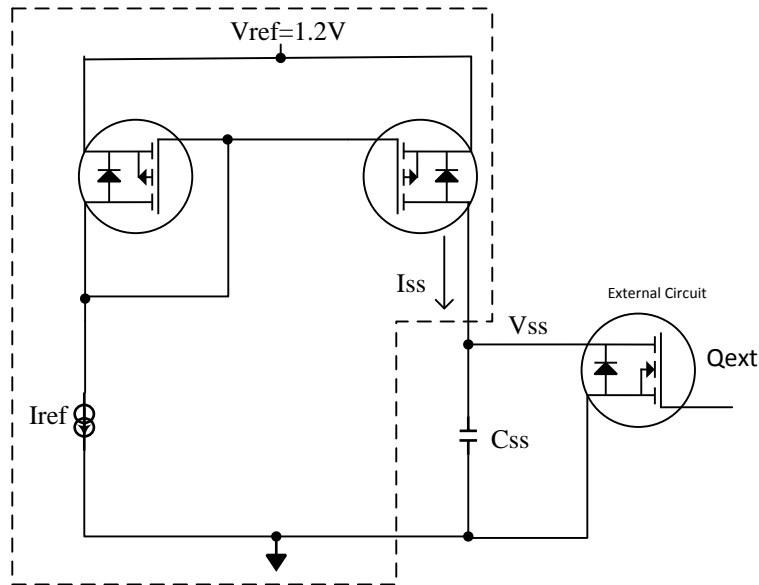 Vref=1.2V
Iss
External Circuit
Vss
Qext
Iref
Css